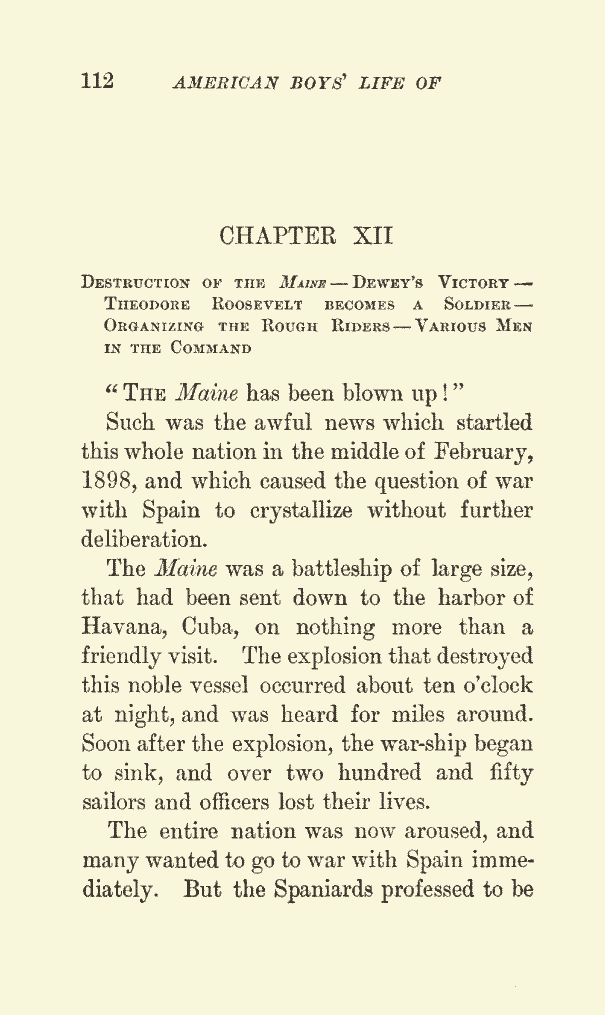 112 AMERICAN BOYS' LIFE OF
CHAPTER XII
Destruction of the Maine — Dewey's Victory —
Theodore Roosevelt becomes a Soldier —
Organizing the Rough Riders — Various Men
in the Command
“The Maine has been blown up!”
Such was the awful news which startled
this whole nation in the middle of February,
1898, and which caused the question of war
with Spain to crystallize without further
deliberation.
The Maine was a battleship of large size,
that had been sent down to the harbor of
Havana, Cuba, on nothing more than a
friendly visit. The explosion that destroyed
this noble vessel occurred about ten o'clock
at night, and was heard for miles around.
Soon after the explosion, the war-ship began
to sink, and over two hundred and fifty
sailors and officers lost their lives.
The entire nation was now aroused, and
many wanted to go to war with Spain imme-
diately. But the Spaniards professed to be